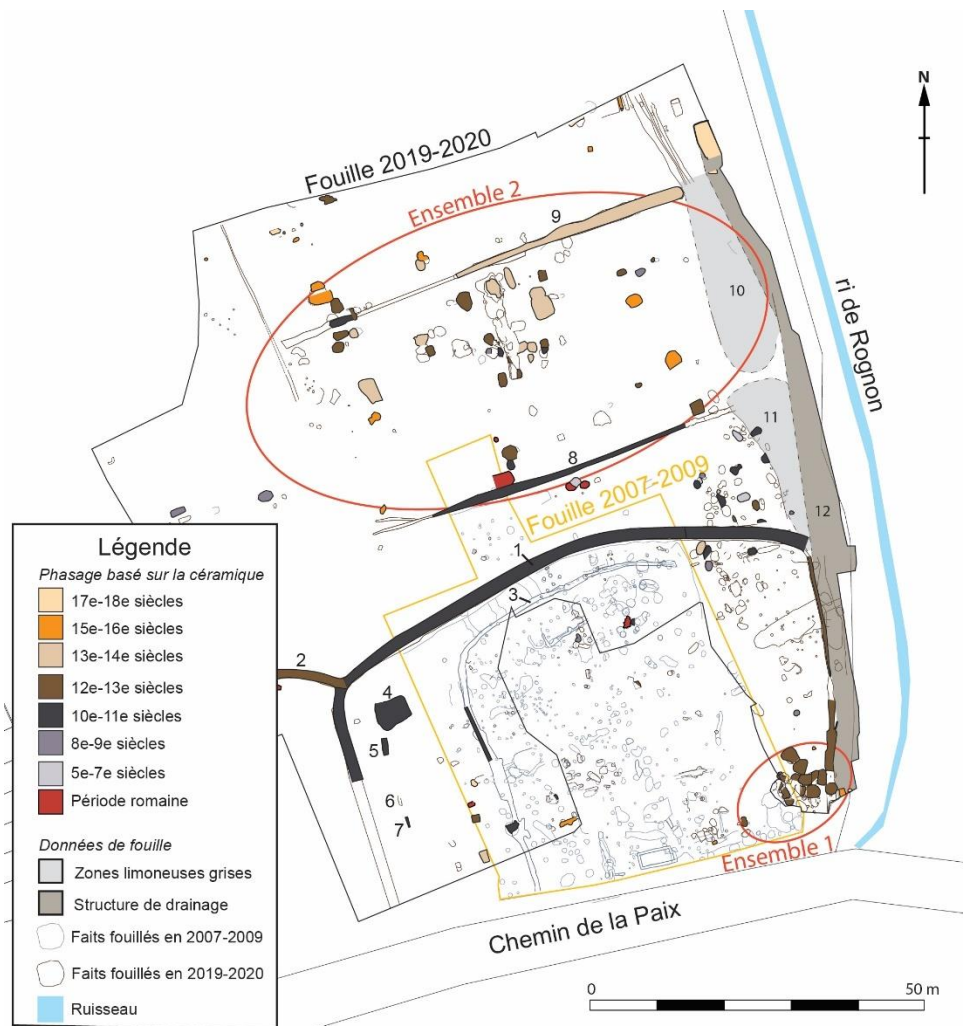 N
Fouille 2019-2020
Ensemble 2
9
10
ri de Rognon
11
8
Fouille 2007-2009
12
1
3
2
4
5
6
7
Ensemble 1
Chemin de la Paix
0
50 m
Légende
Phasage basé sur la céramique
17e-18e siècles
15e-16e siècles
13e-14e siècles
12e-13e siècles
10e-11e siècles
8e-9e siècles
5e-7e siècles
Période romaine
Données de fouille
Zones limoneuses grises
Structure de drainage
Faits fouillés en 2007-2009
Faits fouillés en 2019-2020
Ruisseau